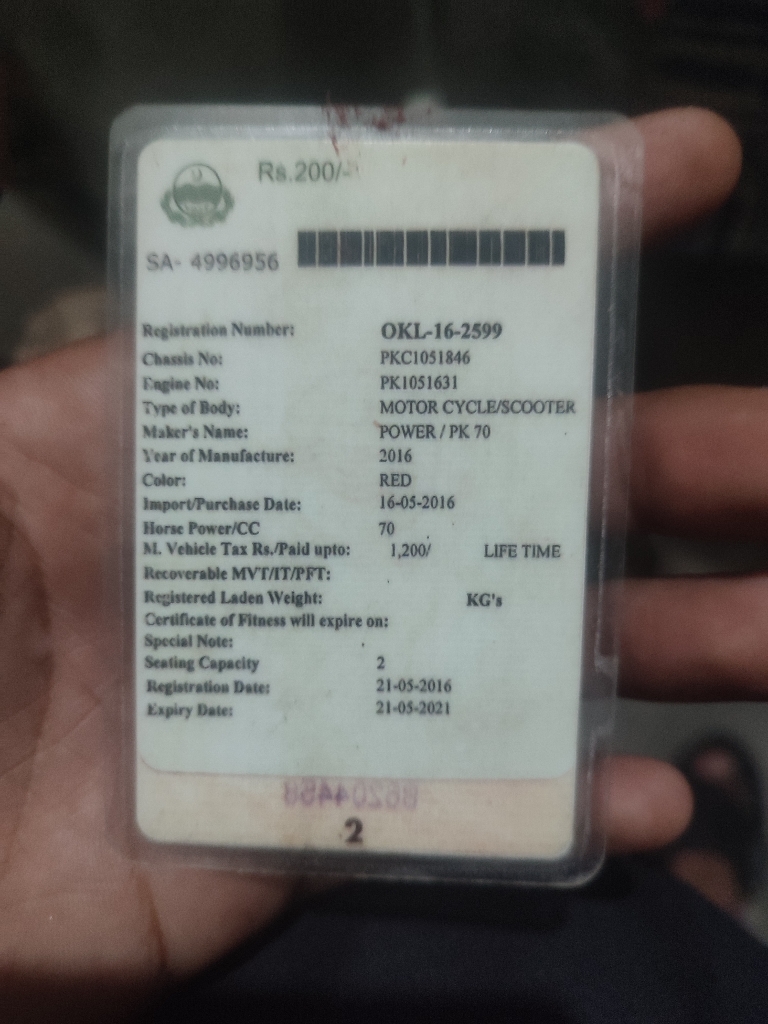 Rs.200/-
SA- 4996956
Registration Number: OKL-16-2599
Chassis No: PKC1051846
Engine No: PK1051631
Type of Body: MOTOR CYCLE/SCOOTER
Maker's Name: POWER / PK 70
Year of Manufacture: 2016
Color: RED
Import/Purchase Date: 16-05-2016
Horse Power/CC 70
M. Vehicle Tax Rs./Paid upto: 1,200/ LIFE TIME
Recoverable MVT/IT/PFT:
Registered Laden Weight: KG's
Certificate of Fitness will expire on:
Special Note:
Seating Capacity 2
Registration Date: 21-05-2016
Expiry Date: 21-05-2021
2